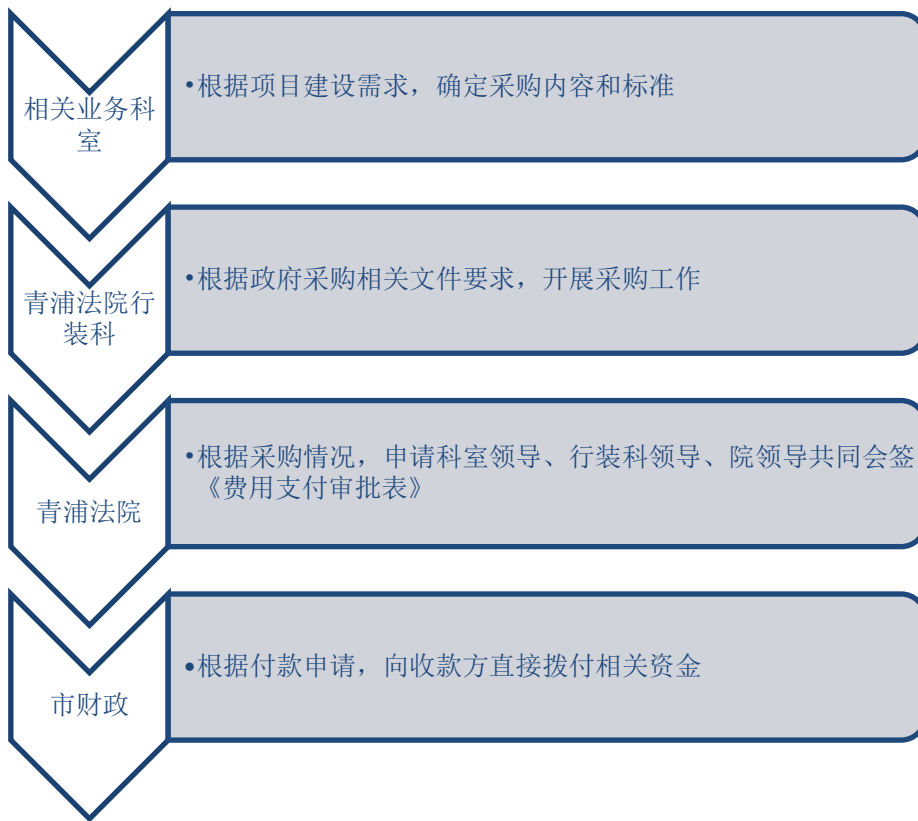 相关业务科
室
•根据项目建设需求，确定采购内容和标准
青浦法院行
装科
•根据政府采购相关文件要求，开展采购工作
青浦法院
•根据采购情况，申请科室领导、行装科领导、院领导共同会签
《费用支付审批表》
市财政
•根据付款申请，向收款方直接拨付相关资金